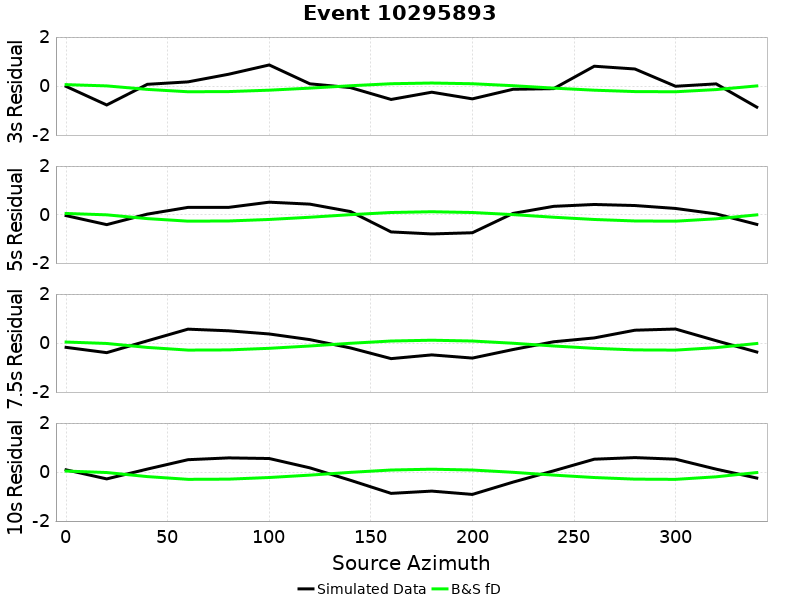 Event 10295893
3s Residual
2
0
-2
5s Residual
2
0
-2
7.5s Residual
2
0
-2
10s Residual
2
0
-2
0 50 100 150 200 250 300
Source Azimuth
Simulated Data B&S fD